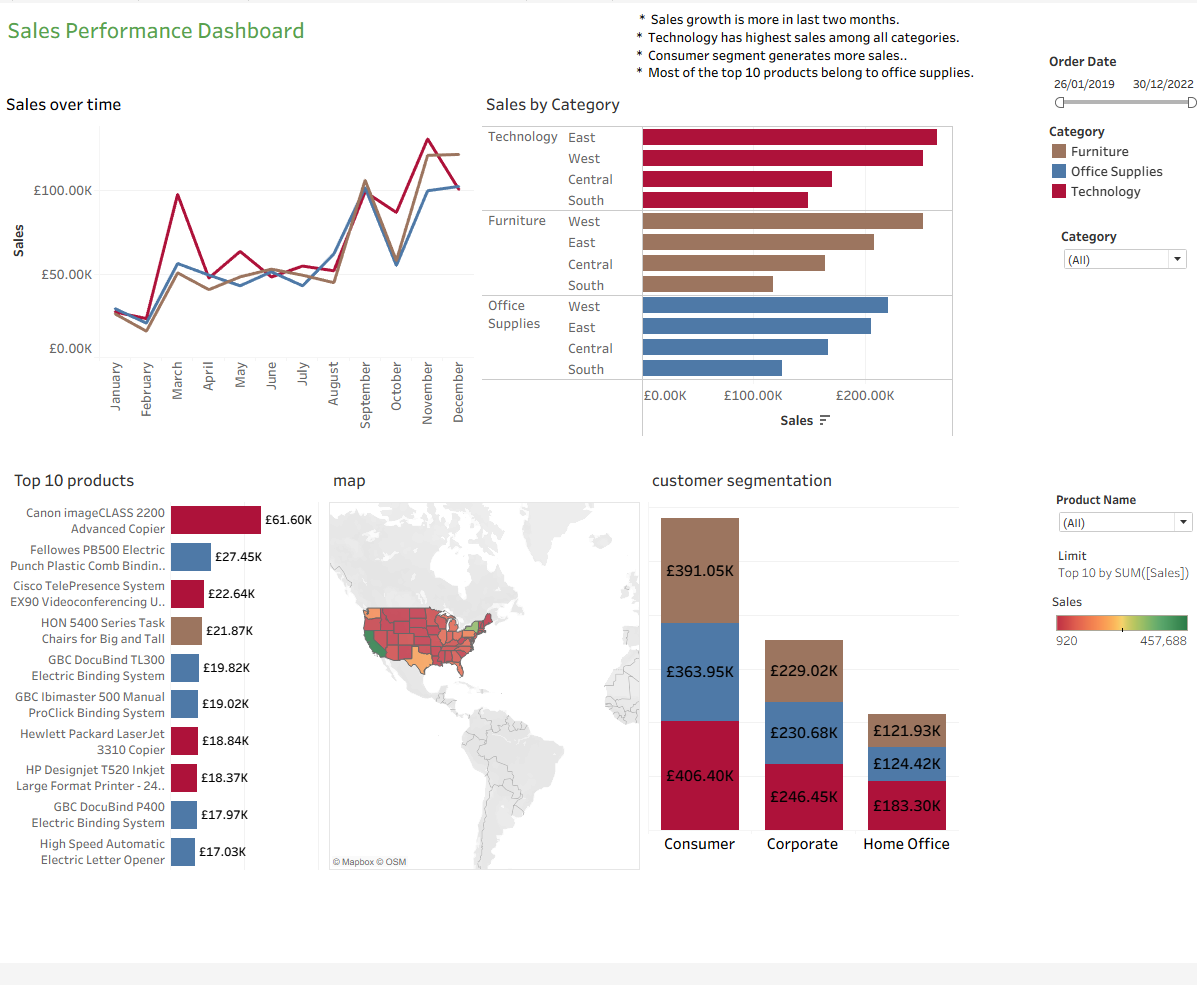 Sales Performance Dashboard
* Sales growth is more in last two months.
* Technology has highest sales among all categories.
* Consumer segment generates more sales..
* Most of the top 10 products belong to office supplies.
Order Date
26/01/2019 30/12/2022
Category
Furniture
Office Supplies
Technology
Category
(All)
Sales over time
Sales
£100.00K
£50.00K
£0.00K
January
February
March
April
May
June
July
August
September
October
November
December
Sales by Category
Technology East
West
Central
South
Furniture West
East
Central
South
Office
Supplies
West
East
Central
South
£0.00K £100.00K £200.00K
Sales
Top 10 products
Canon imageCLASS 2200
Advanced Copier
£61.60K
Fellowes PB500 Electric
Punch Plastic Comb Bindin..
£27.45K
Cisco TelePresence System
EX90 Videoconferencing U..
£22.64K
HON 5400 Series Task
Chairs for Big and Tall
£21.87K
GBC DocuBind TL300
Electric Binding System
£19.82K
GBC Ibimaster 500 Manual
ProClick Binding System
£19.02K
Hewlett Packard LaserJet
3310 Copier
£18.84K
HP Designjet T520 Inkjet
Large Format Printer - 24..
£18.37K
GBC DocuBind P400
Electric Binding System
£17.97K
High Speed Automatic
Electric Letter Opener
£17.03K
map
© Mapbox © OSM
customer segmentation
£391.05K
£363.95K
£406.40K
£229.02K
£230.68K
£246.45K
£121.93K
£124.42K
£183.30K
Consumer Corporate Home Office
Product Name
(All)
Limit
Top 10 by SUM([Sales])
Sales
920 457,688